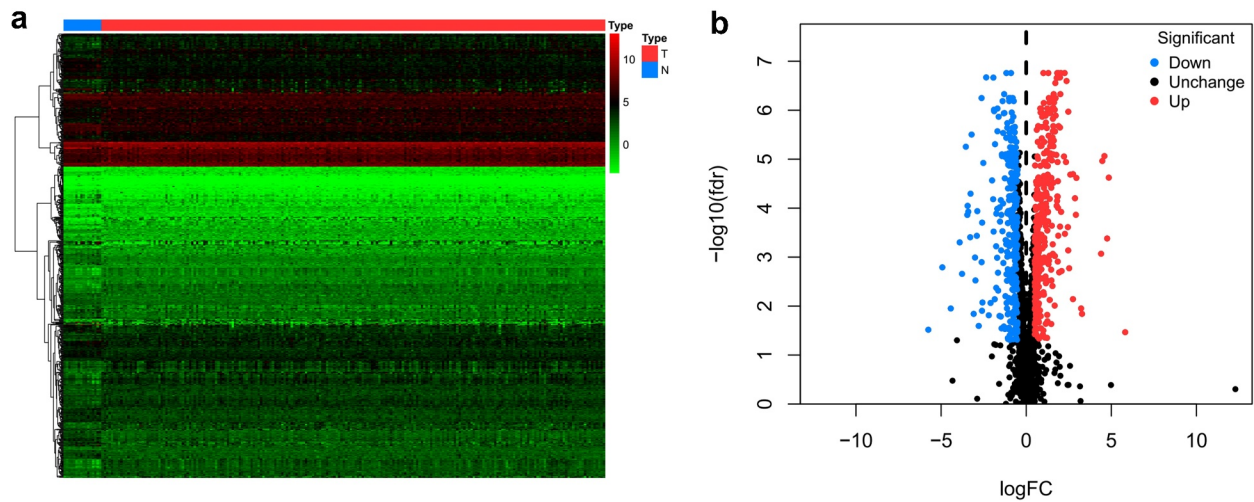 a
Type
10
5
0
Type
T
N
b
Significant
Down
Unchange
Up
7
6
5
4
3
2
1
0
−log10(fdr)
−10 −5 0 5 10
logFC